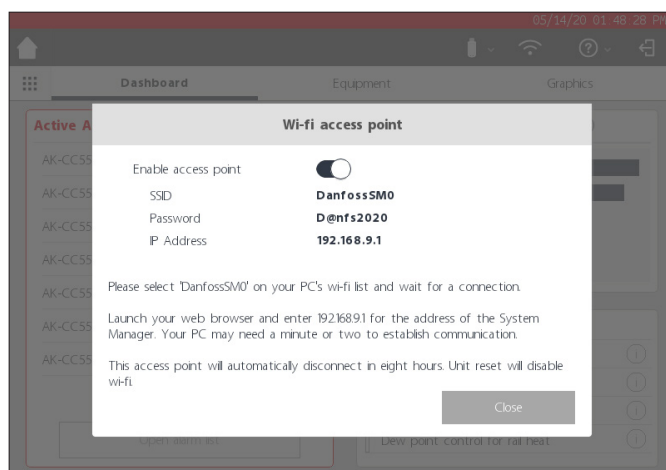 05/14/20 01 48 28 PM
Dashboard Equpment Graphics
Active A
Wi-fi access point
AK-CC55
AK-CC55
AK-CC55
AK-CC55
AK-CC55
AK-CC55
AK-CC55
Enable access point
SSID DanfossSM0
Password D@nfs2020
IP Address 192.168.9.1
Please select 'DanfossSM0' on your PC's wi-fi list and wait for a connection.
Launch your web browser and enter 192.168.9.1 for the address of the System
Manager. Your PC may need a minute or two to establish communication.
This access point will automatically disconnect in eight hours. Unit reset will disable
wi-fi.
Close
Open alarm list
Dew point control for rail heat